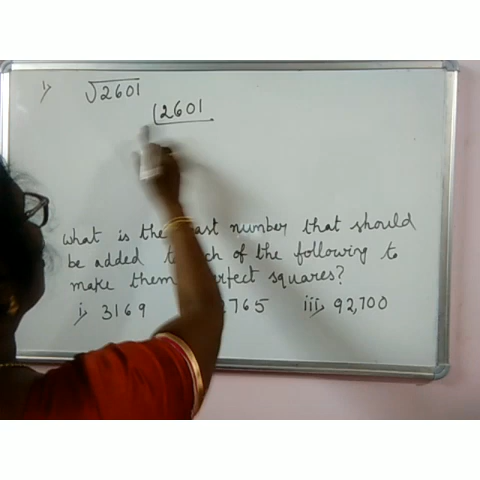 i) √2601
2601
What is the number that should
be added of the following to
make them squares?
i) 3169 765 iii) 92,700